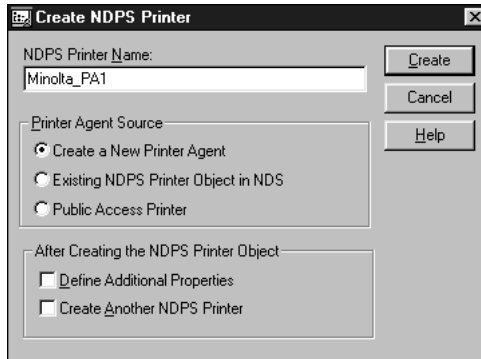 Create NDPS Printer
NDPS Printer Name:
Minolta_PA1
Create
Cancel
Help
Printer Agent Source
Create a New Printer Agent
Existing NDPS Printer Object in NDS
Public Access Printer
After Creating the NDPS Printer Object
Define Additional Properties
Create Another NDPS Printer